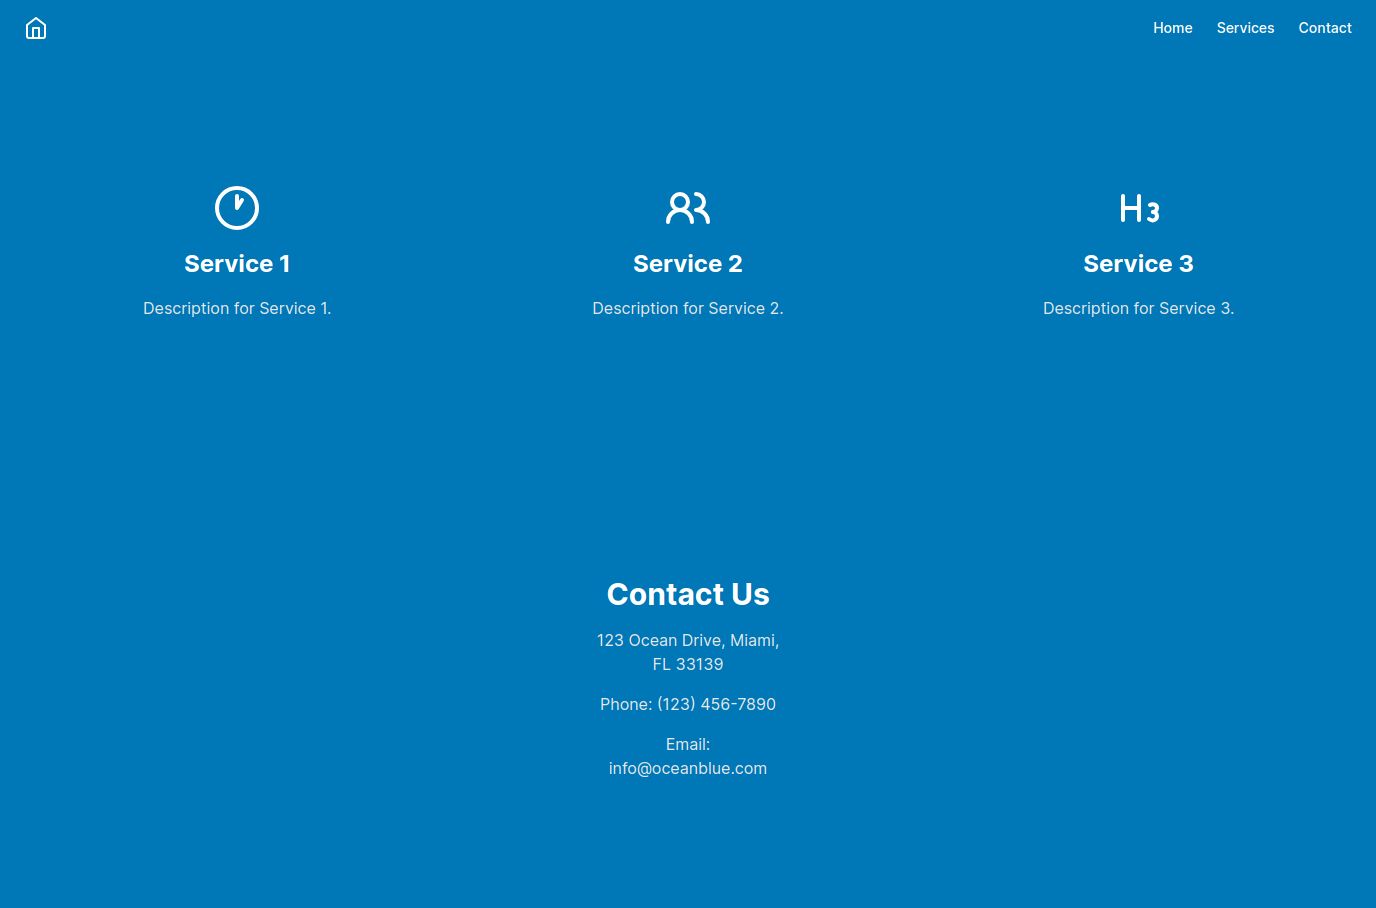 Home Services Contact
H3
Service 1 Service 2 Service 3
Description for Service 1. Description for Service 2. Description for Service 3.
Contact Us
123 Ocean Drive, Miami,
FL 33139
Phone: (123) 456-7890
Email:
info@oceanblue.com